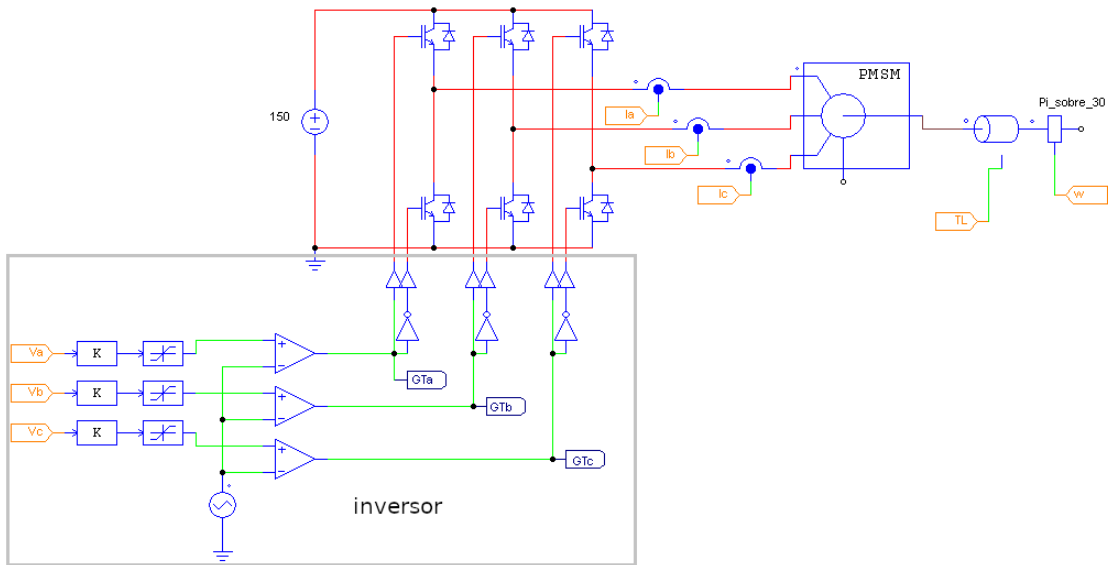 PMSM
150
Pi_sobre_30
Ia
Ib
Ic
TL
w
Va
K
GTa
Vb
K
GTb
Vc
K
GTc
inversor